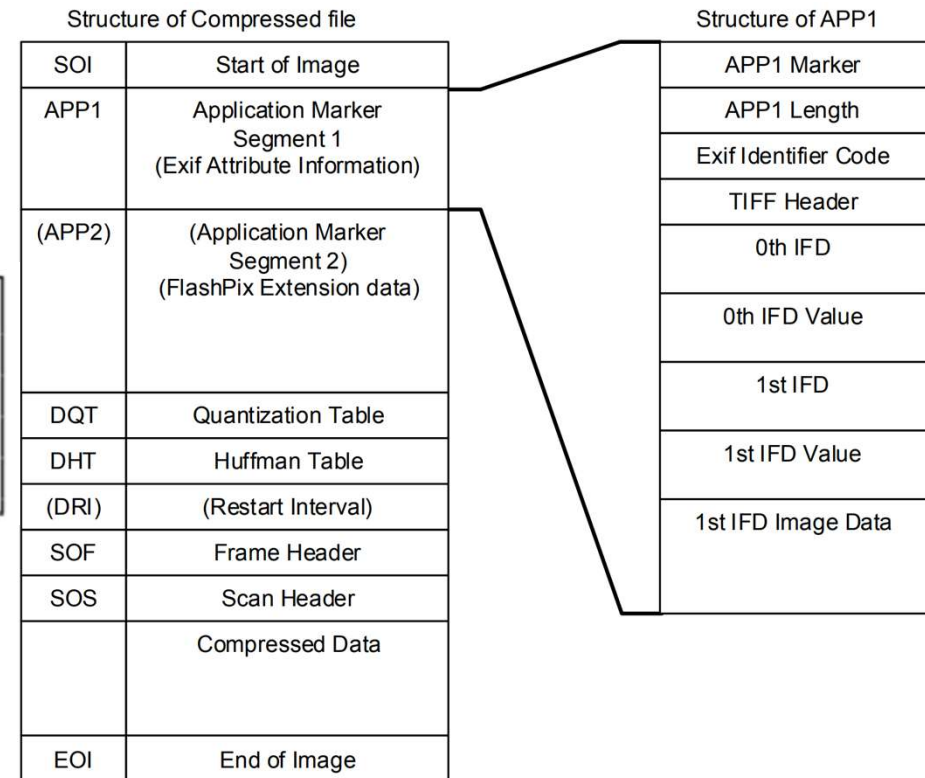 Structure of Compressed file
SOI Start of Image
APP1 Application Marker
Segment 1
(Exif Attribute Information)
(APP2) (Application Marker
Segment 2)
(FlashPix Extension data)
DQT Quantization Table
DHT Huffman Table
(DRI) (Restart Interval)
SOF Frame Header
SOS Scan Header
Compressed Data
EOI End of Image
Structure of APP1
APP1 Marker
APP1 Length
Exif Identifier Code
TIFF Header
0th IFD
0th IFD Value
1st IFD
1st IFD Value
1st IFD Image Data